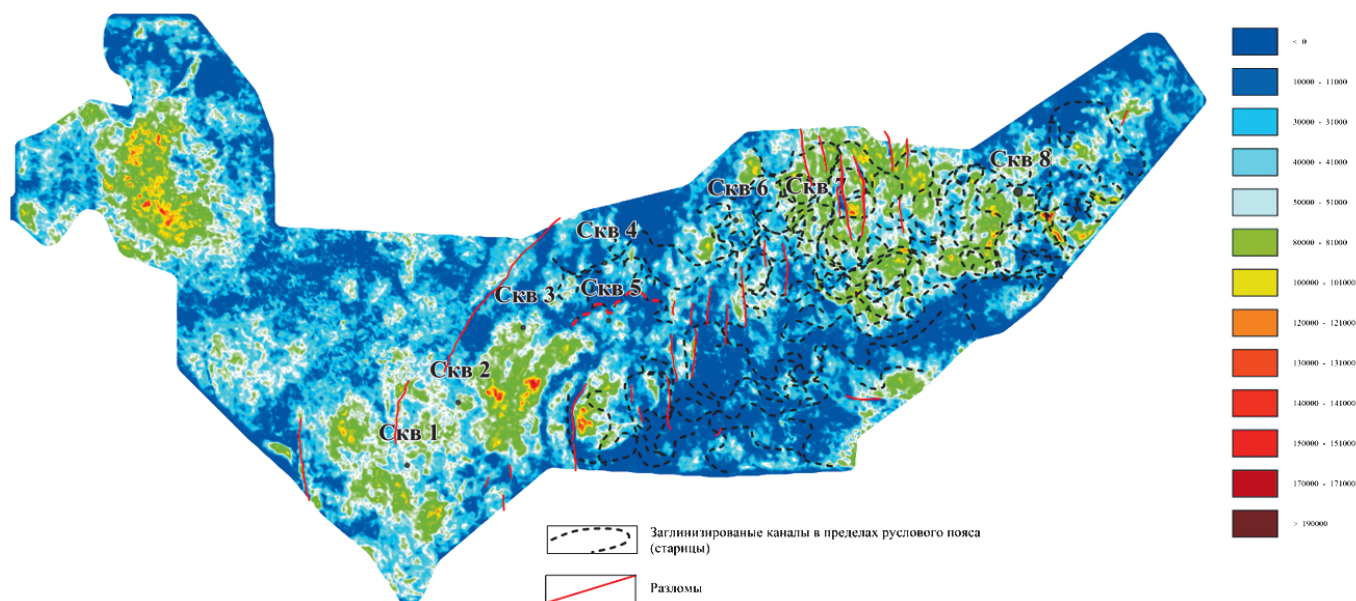 < 0
10000 - 11000
30000 - 31000
40000 - 41000
50000 - 51000
80000 - 81000
100000 - 101000
120000 - 121000
130000 - 131000
140000 - 141000
150000 - 151000
170000 - 171000
> 190000
Скв 8
Скв 6
Скв 7
Скв 4
Скв 5
Скв 3
Скв 2
Скв 1
Заглинизированые каналы в пределах руслового пояса
(старицы)
Разломы